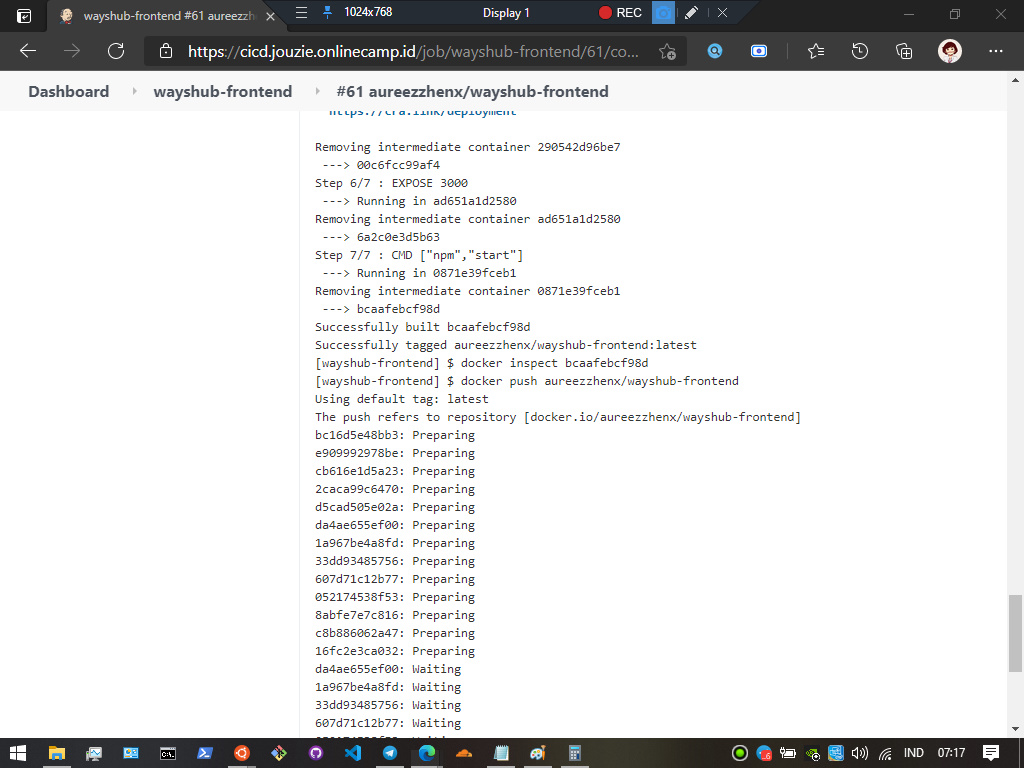 wayshub-frontend #61 aureezzh
1024x768
Display 1
REC
https://cicd.jouzie.onlinecamp.id/job/wayshub-frontend/61/co...
Dashboard
wayshub-frontend
#61 aureezzhenx/wayshub-frontend
https://cra.link/deployment
Removing intermediate container 290542d96be7
---> 00c6fcc99af4
Step 6/7 : EXPOSE 3000
---> Running in ad651a1d2580
Removing intermediate container ad651a1d2580
---> 6a2c0e3d5b63
Step 7/7 : CMD ["npm","start"]
---> Running in 0871e39fceb1
Removing intermediate container 0871e39fceb1
---> bcaafebcf98d
Successfully built bcaafebcf98d
Successfully tagged aureezzhenx/wayshub-frontend:latest
[wayshub-frontend] $ docker inspect bcaafebcf98d
[wayshub-frontend] $ docker push aureezzhenx/wayshub-frontend
Using default tag: latest
The push refers to repository [docker.io/aureezzhenx/wayshub-frontend]
bc16d5e48bb3: Preparing
e909992978be: Preparing
cb616e1d5a23: Preparing
2caca99c6470: Preparing
d5cad505e02a: Preparing
da4ae655ef00: Preparing
1a967be4a8fd: Preparing
33dd93485756: Preparing
607d71c12b77: Preparing
052174538f53: Preparing
8abfe7e7c816: Preparing
c8b886062a47: Preparing
16fc2e3ca032: Preparing
da4ae655ef00: Waiting
1a967be4a8fd: Waiting
33dd93485756: Waiting
607d71c12b77: Waiting
IND
07:17